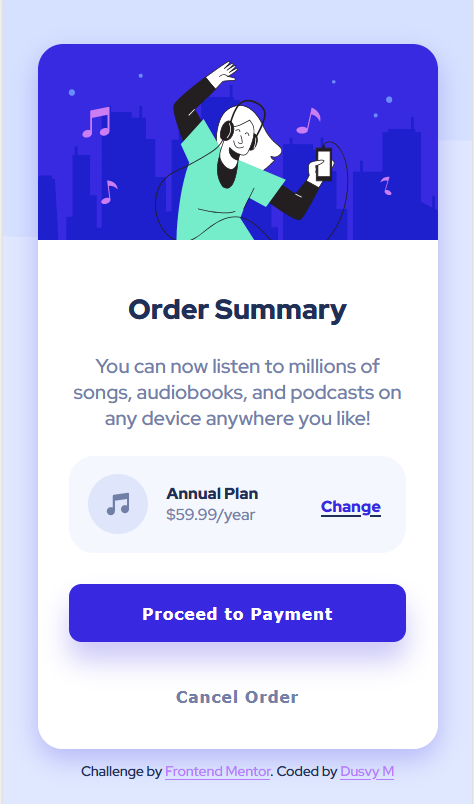 Order Summary
You can now listen to millions of
songs, audiobooks, and podcasts on
any device anywhere you like!
Annual Plan
$59.99/year
Change
Proceed to Payment
Cancel Order
Challenge by Frontend Mentor. Coded by Dusvy M